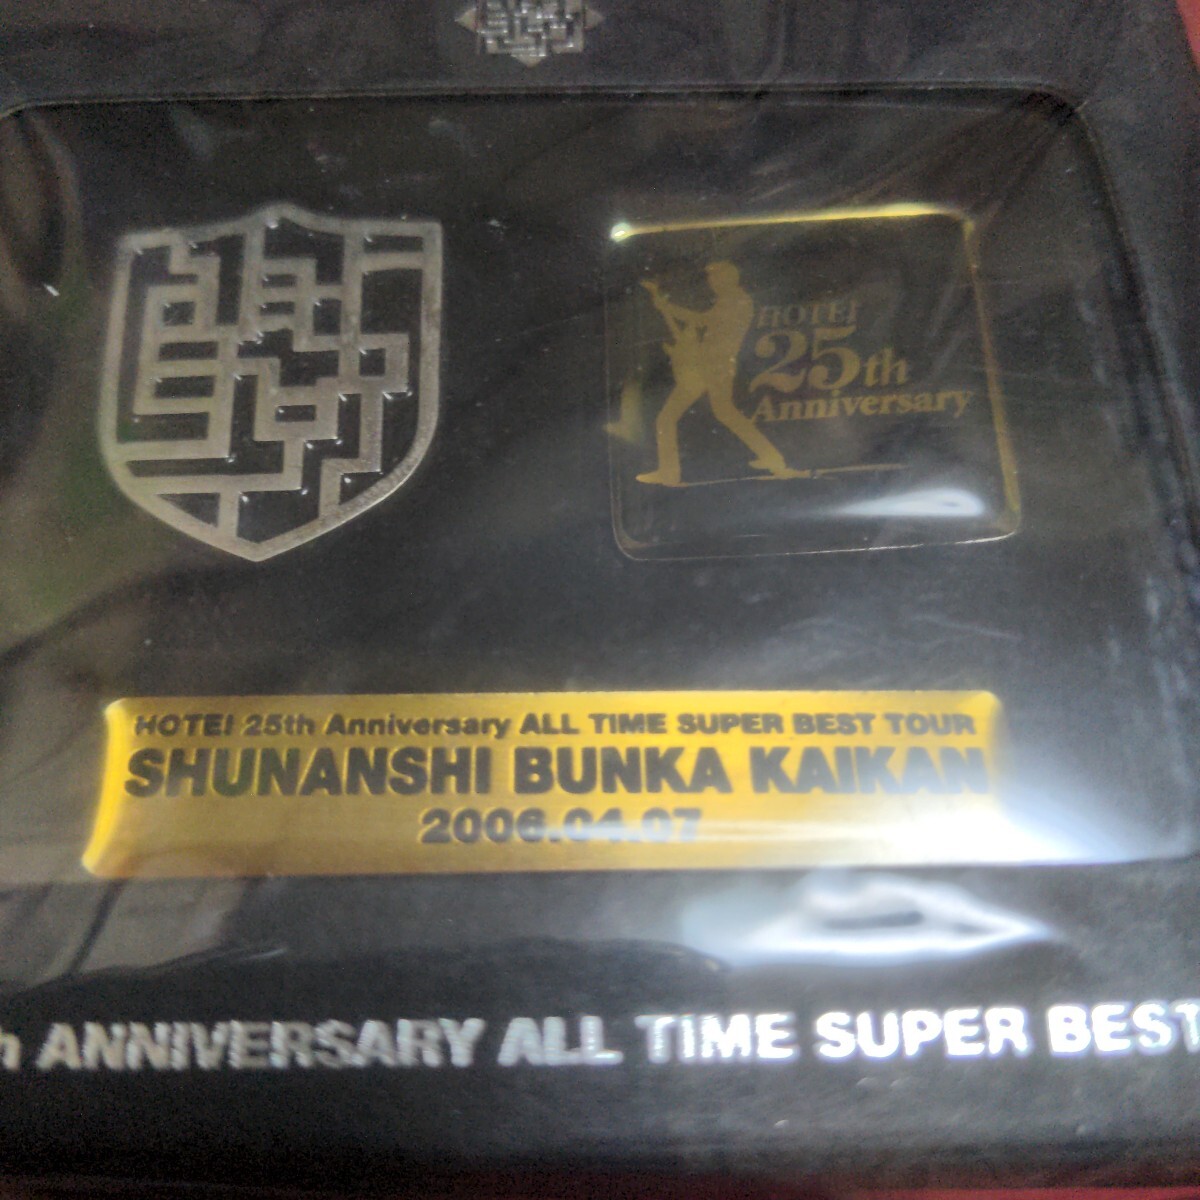 HOTEI
25th
Anniversary
HOTEI 25th Anniversary ALL TIME SUPER BEST TOUR
SHUNANSHI BUNKA KAIKAN
2006.04.07
h ANNIVERSARY ALL TIME SUPER BEST